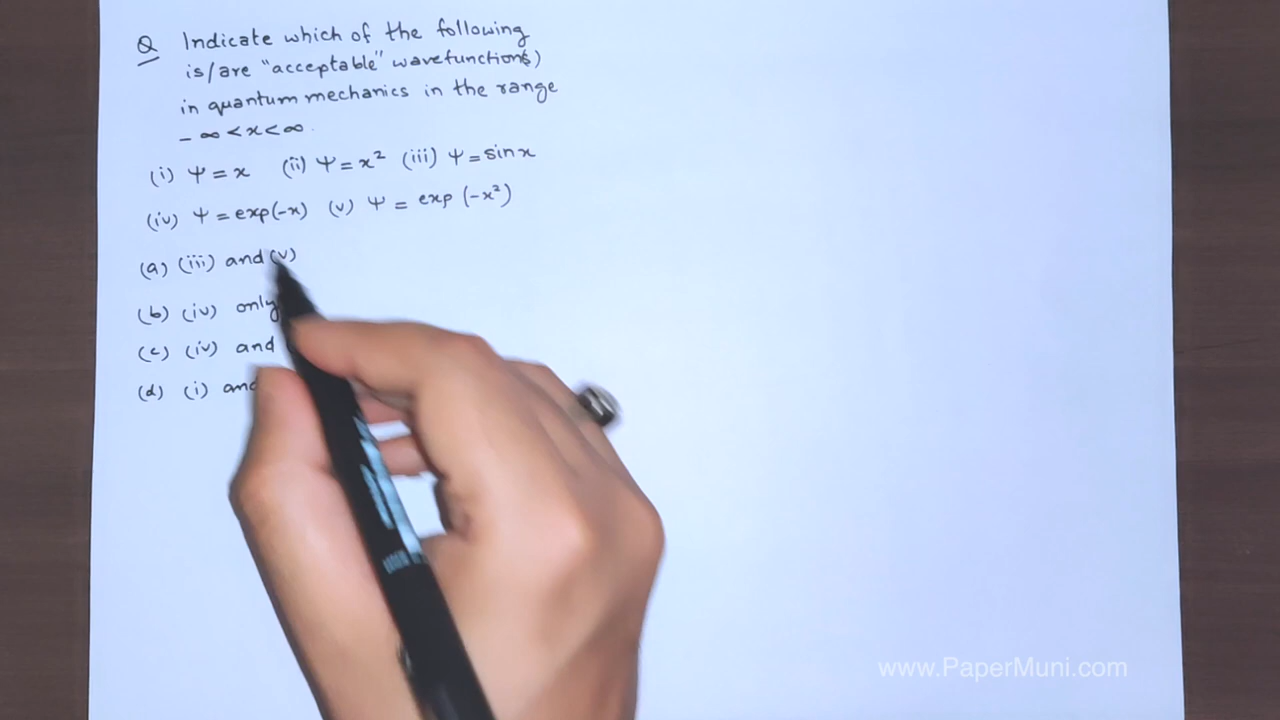 Q Indicate which of the following
is/are "acceptable" wavefunction(s)
in quantum mechanics in the range
-∞<x<∞.
(i) Ψ = x (ii) Ψ = x² (iii) Ψ = sin x
(iv) Ψ = exp(-x) (v) Ψ = exp (-x²)
(a) (iii) and (v)
(b) (iv) only
(c) (iv) and
(d) (i) and
www.PaperMuni.com